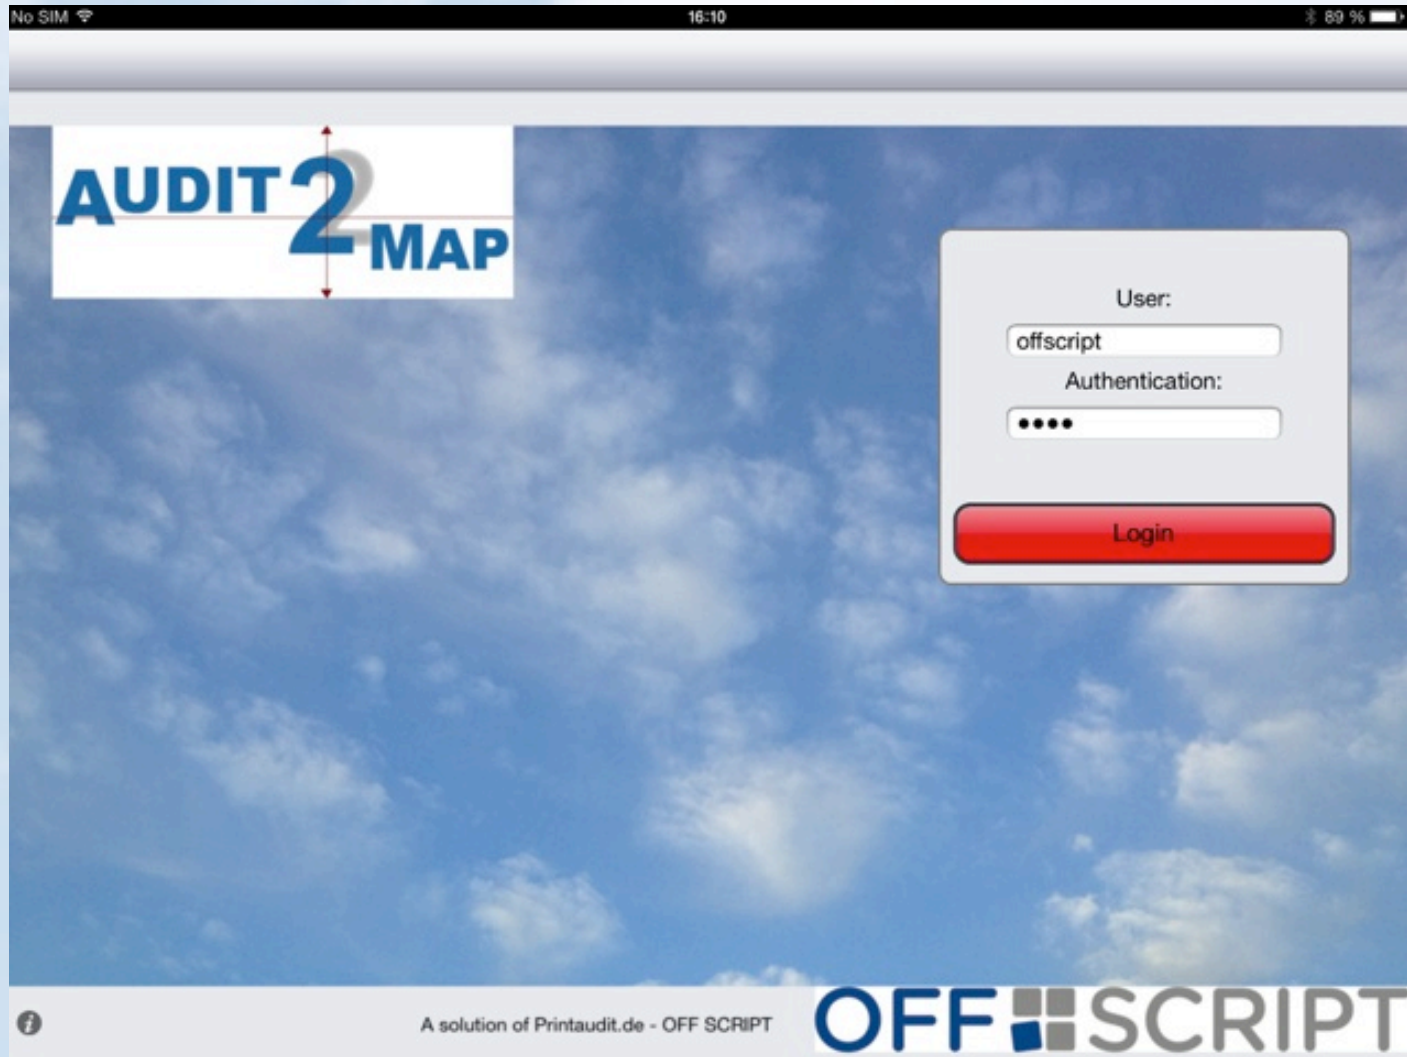 No SIM 16:10 89 %
AUDIT 2 MAP
User:
offscript
Authentication:
••••
Login
A solution of Printaudit.de - OFF SCRIPT
OFF SCRIPT